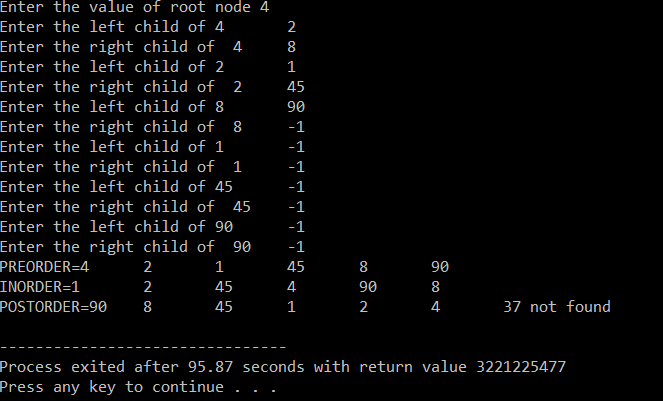 Enter the value of root node 4
Enter the left child of 4 2
Enter the right child of 4 8
Enter the left child of 2 1
Enter the right child of 2 45
Enter the left child of 8 90
Enter the right child of 8 -1
Enter the left child of 1 -1
Enter the right child of 1 -1
Enter the left child of 45 -1
Enter the right child of 45 -1
Enter the left child of 90 -1
Enter the right child of 90 -1
PREORDER=4 2 1 45 8 90
INORDER=1 2 45 4 90 8
POSTORDER=90 8 45 1 2 4 37 not found
--------------------------------
Process exited after 95.87 seconds with return value 3221225477
Press any key to continue . . .